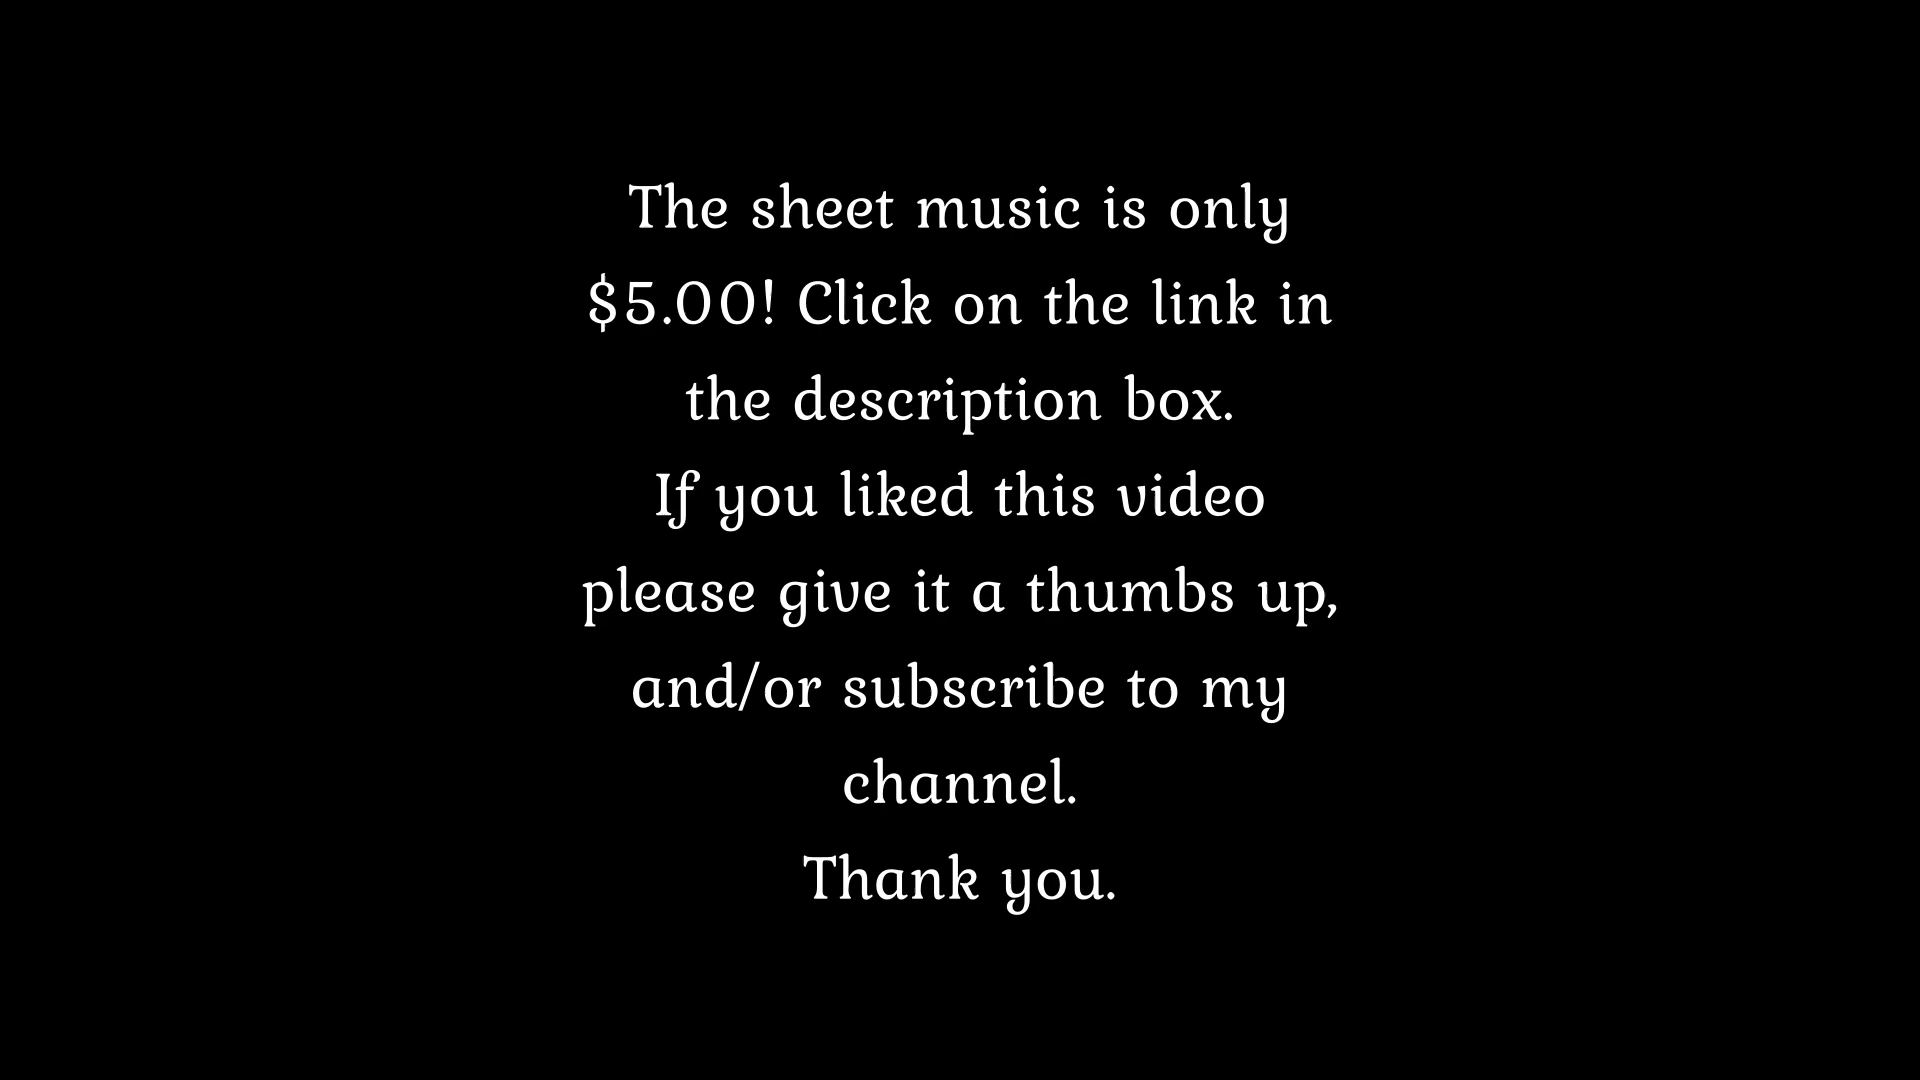 The sheet music is only
$5.00! Click on the link in
the description box.
If you liked this video
please give it a thumbs up,
and/or subscribe to my
channel.
Thank you.